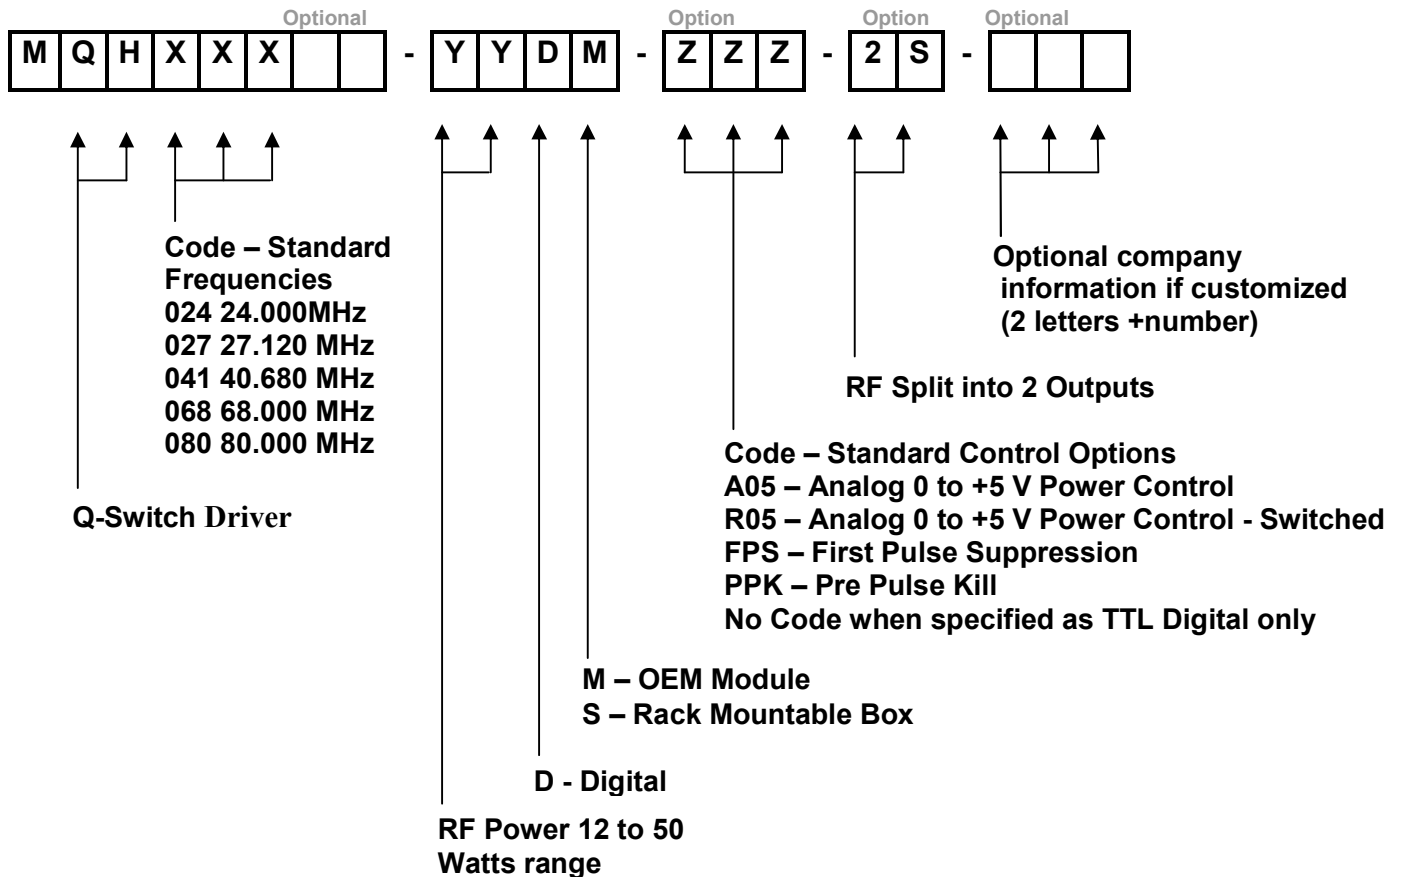 Optional Option Option Optional
M Q H X X X - Y Y D M - Z Z Z - 2 S -
Code – Standard
Frequencies
024 24.000MHz
027 27.120 MHz
041 40.680 MHz
068 68.000 MHz
080 80.000 MHz
Q-Switch Driver
Optional company
information if customized
(2 letters +number)
RF Split into 2 Outputs
Code – Standard Control Options
A05 – Analog 0 to +5 V Power Control
R05 – Analog 0 to +5 V Power Control - Switched
FPS – First Pulse Suppression
PPK – Pre Pulse Kill
No Code when specified as TTL Digital only
M – OEM Module
S – Rack Mountable Box
D - Digital
RF Power 12 to 50
Watts range